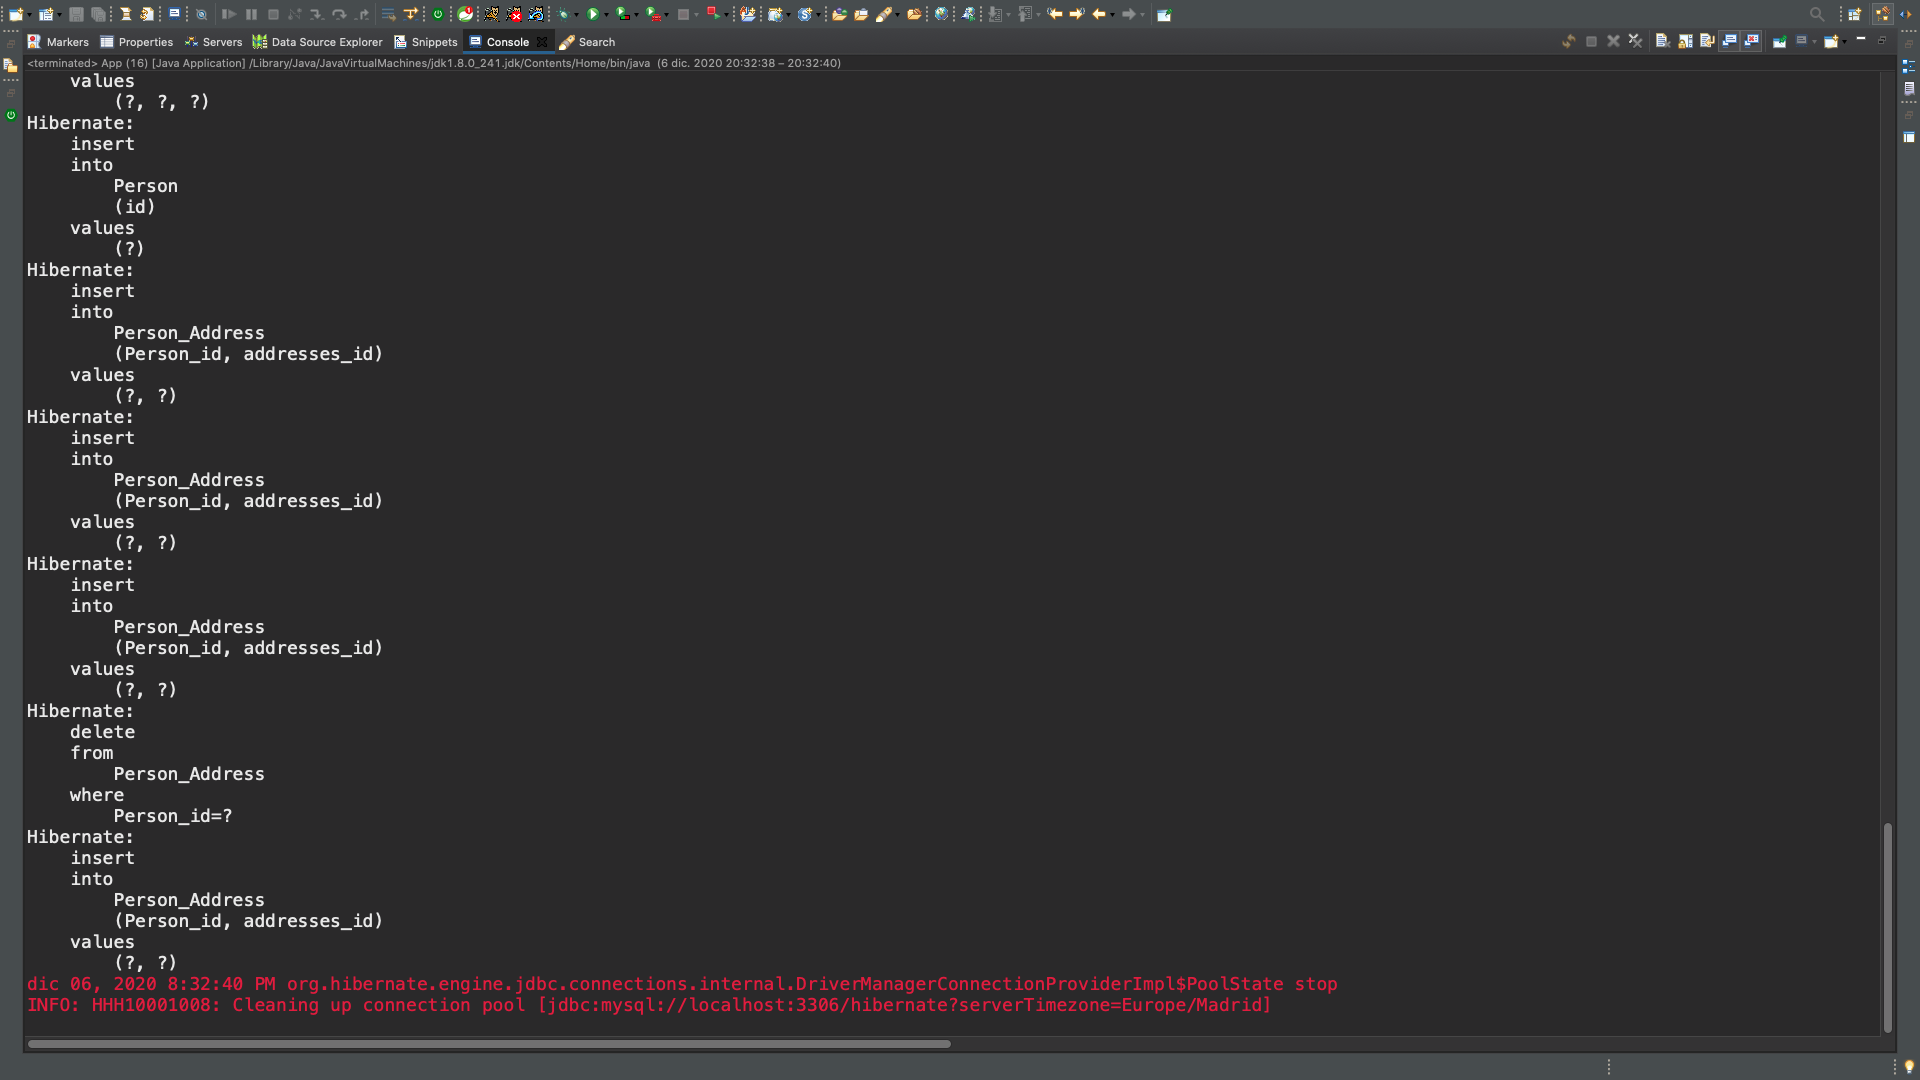 Markers Properties Servers Data Source Explorer Snippets Console Search
<terminated> App (16) [Java Application] /Library/Java/JavaVirtualMachines/jdk1.8.0_241.jdk/Contents/Home/bin/java (6 dic. 2020 20:32:38 – 20:32:40)
values
(?, ?, ?)
Hibernate:
insert
into
Person
(id)
values
(?)
Hibernate:
insert
into
Person_Address
(Person_id, addresses_id)
values
(?, ?)
Hibernate:
insert
into
Person_Address
(Person_id, addresses_id)
values
(?, ?)
Hibernate:
insert
into
Person_Address
(Person_id, addresses_id)
values
(?, ?)
Hibernate:
delete
from
Person_Address
where
Person_id=?
Hibernate:
insert
into
Person_Address
(Person_id, addresses_id)
values
(?, ?)
dic 06, 2020 8:32:40 PM org.hibernate.engine.jdbc.connections.internal.DriverManagerConnectionProviderImpl$PoolState stop
INFO: HHH10001008: Cleaning up connection pool [jdbc:mysql://localhost:3306/hibernate?serverTimezone=Europe/Madrid]